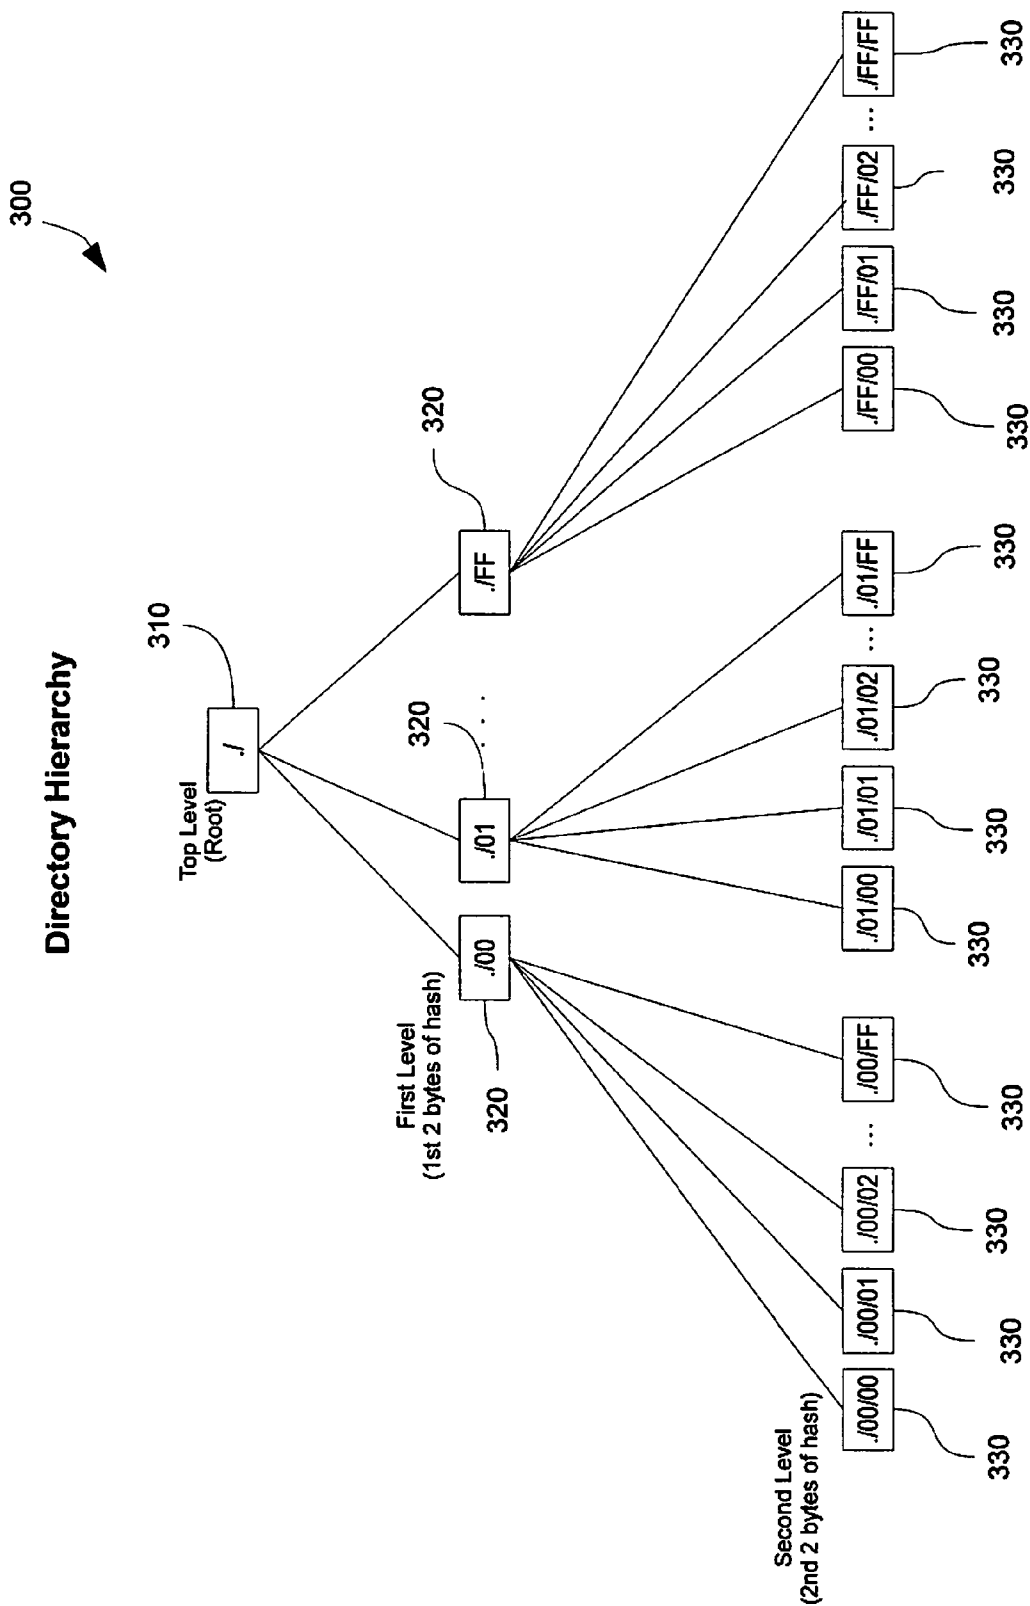 Directory Hierarchy
300
310
Top Level
(Root)
./
First Level
(1st 2 bytes of hash)
320
320
320
./00
./01
. . . .
./FF
Second Level
(2nd 2 bytes of hash)
./00/00
./00/01
./00/02
...
./00/FF
./01/00
./01/01
./01/02
...
./01/FF
./FF/00
./FF/01
./FF/02
...
./FF/FF
330
330
330
330
330
330
330
330
330
330
330
330